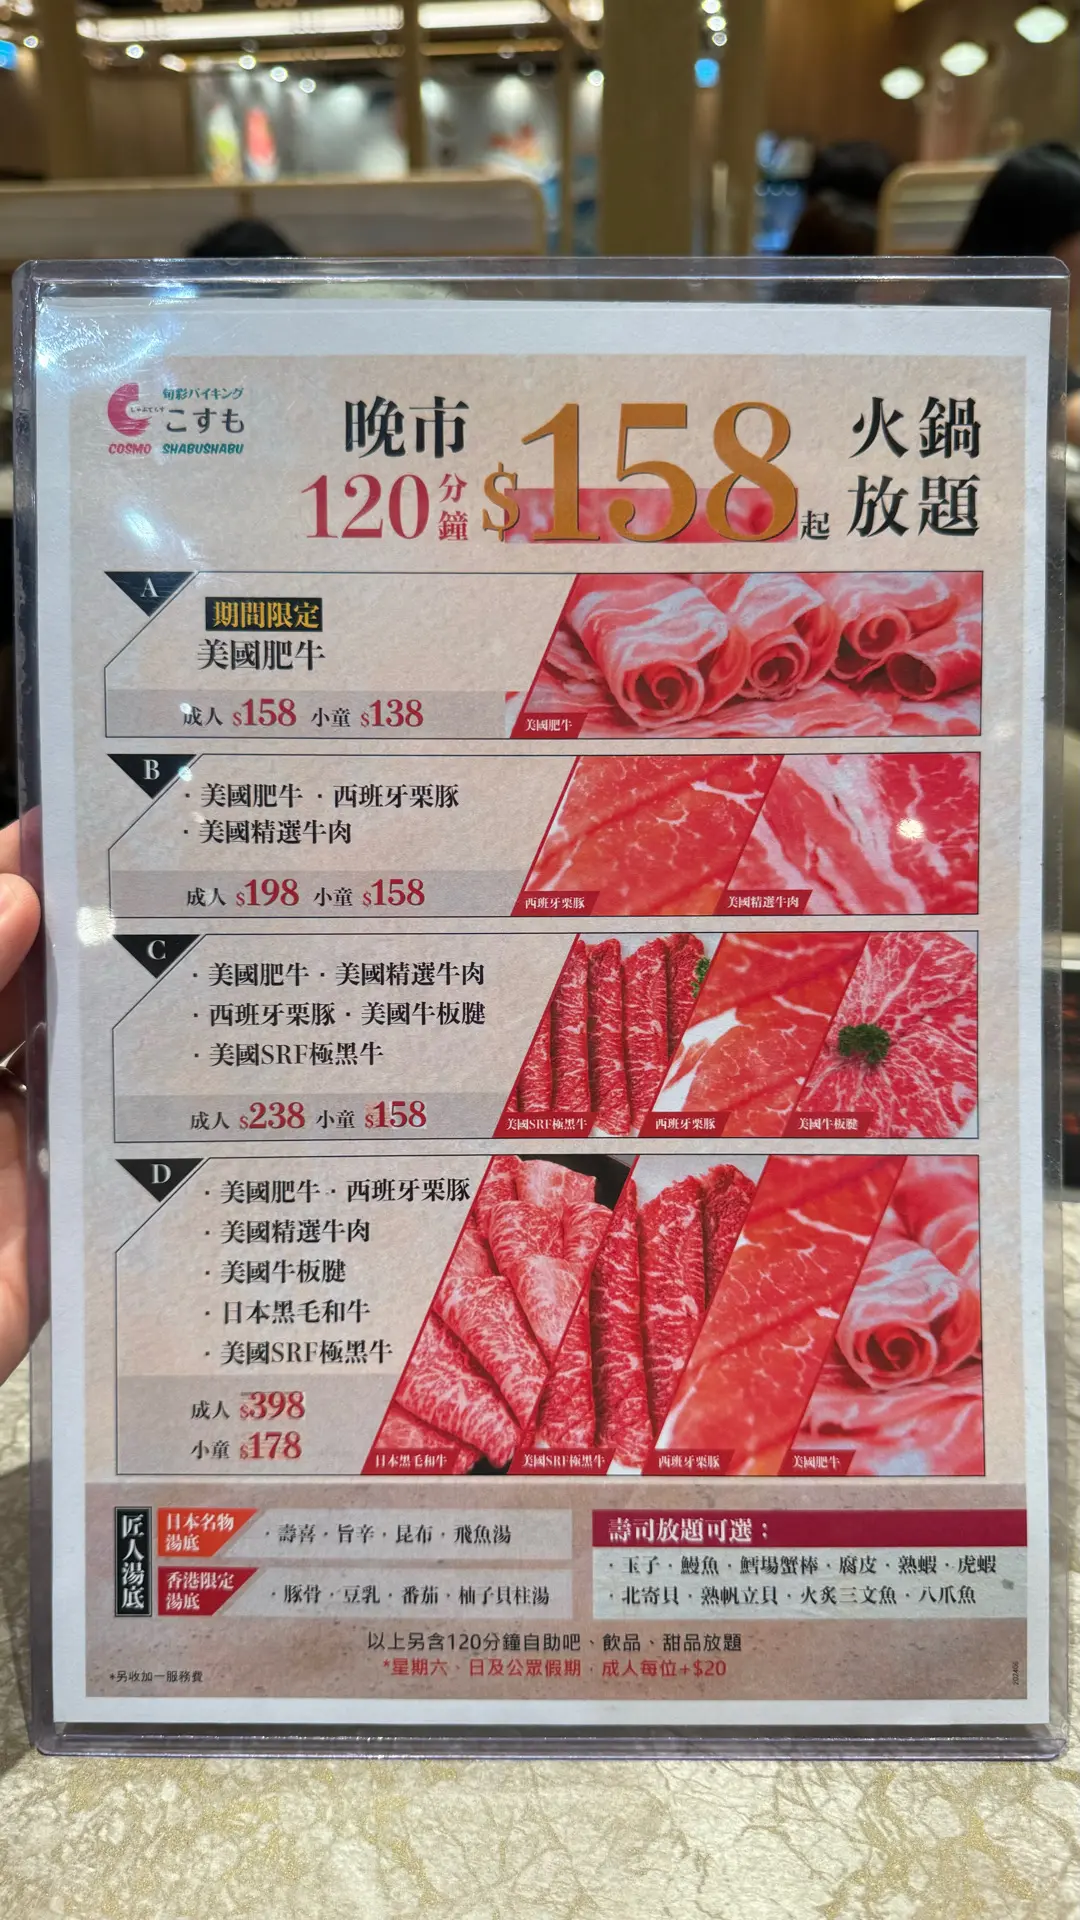 旬彩バイキング
しゃぶてらす
こすも
COSMO SHABUSHABU
晚市
120分鐘
$158起
火鍋
放題
A
期間限定
美國肥牛
成人 $158 小童 $138
美國肥牛
B
· 美國肥牛 · 西班牙栗豚
· 美國精選牛肉
成人 $198 小童 $158
西班牙栗豚
美國精選牛肉
C
· 美國肥牛 · 美國精選牛肉
· 西班牙栗豚 · 美國牛板腱
· 美國SRF極黑牛
成人 $238 小童 $158
美國SRF極黑牛
西班牙栗豚
美國牛板腱
D
· 美國肥牛 · 西班牙栗豚
· 美國精選牛肉
· 美國牛板腱
· 日本黑毛和牛
· 美國SRF極黑牛
成人 $398
小童 $178
日本黑毛和牛
美國SRF極黑牛
西班牙栗豚
美國肥牛
匠人湯底
日本名物
湯底
· 壽喜 · 旨辛 · 昆布 · 飛魚湯
香港限定
湯底
· 豚骨 · 豆乳 · 番茄 · 柚子貝柱湯
壽司放題可選：
· 玉子 · 鰻魚 · 鱈場蟹棒 · 腐皮 · 熟蝦 · 虎蝦
· 北寄貝 · 熟帆立貝 · 火炙三文魚 · 八爪魚
以上另含120分鐘自助吧、飲品、甜品放題
*星期六、日及公眾假期，成人每位+$20
*另收加一服務費